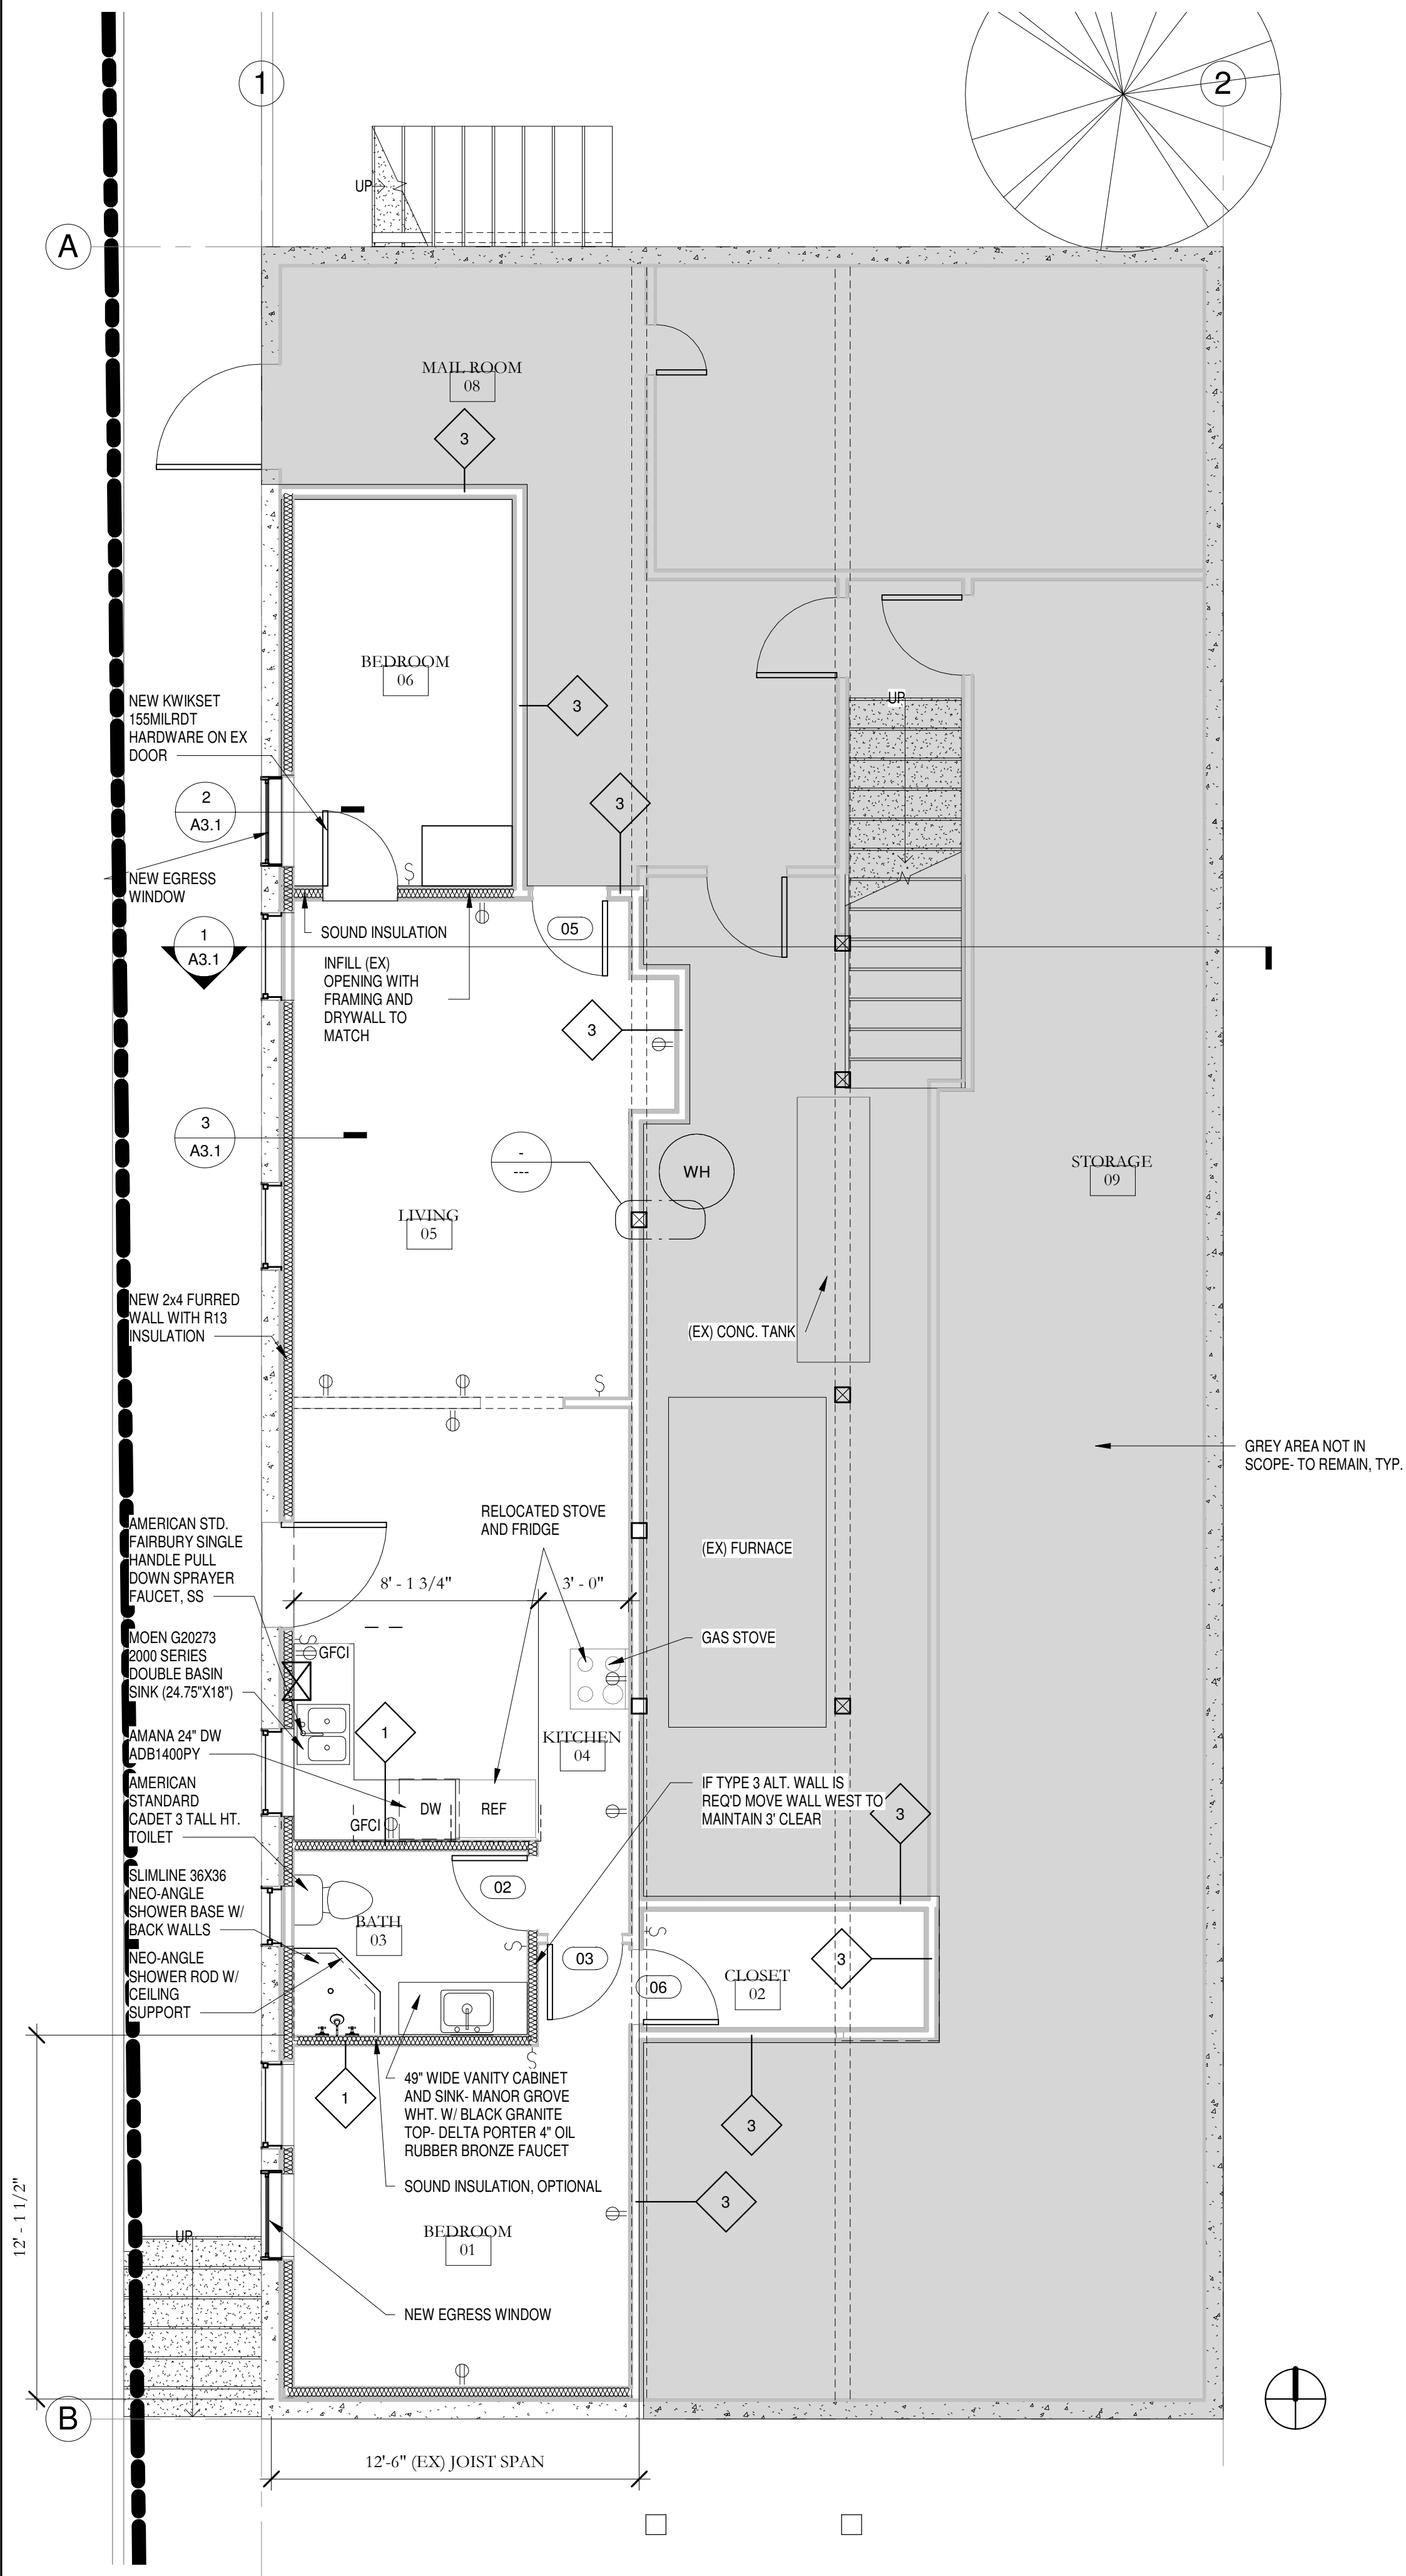 1
2
UP
A
MAIL ROOM
08
3
BEDROOM
06
3
NEW KWIKSET
155MILRDT
HARDWARE ON EX
DOOR
UP
2
A3.1
3
NEW EGRESS
WINDOW
S
1
A3.1
SOUND INSULATION
05
INFILL (EX)
OPENING WITH
FRAMING AND
DRYWALL TO
MATCH
3
3
A3.1
-
---
WH
STORAGE
09
LIVING
05
NEW 2x4 FURRED
WALL WITH R13
INSULATION
(EX) CONC. TANK
S
GREY AREA NOT IN
SCOPE- TO REMAIN, TYP.
AMERICAN STD.
FAIRBURY SINGLE
HANDLE PULL
DOWN SPRAYER
FAUCET, SS
RELOCATED STOVE
AND FRIDGE
(EX) FURNACE
8' - 1 3/4"
3' - 0"
MOEN G20273
2000 SERIES
DOUBLE BASIN
SINK (24.75"X18")
S
GFCI
GAS STOVE
1
KITCHEN
04
AMANA 24" DW
ADB1400PY
DW
REF
GFCI
IF TYPE 3 ALT. WALL IS
REQ'D MOVE WALL WEST TO
MAINTAIN 3' CLEAR
3
AMERICAN
STANDARD
CADET 3 TALL HT.
TOILET
02
SLIMLINE 36X36
NEO-ANGLE
SHOWER BASE W/
BACK WALLS
BATH
03
S
S
03
3
NEO-ANGLE
SHOWER ROD W/
CEILING
SUPPORT
06
CLOSET
02
S
1
49" WIDE VANITY CABINET
AND SINK- MANOR GROVE
WHT. W/ BLACK GRANITE
TOP- DELTA PORTER 4" OIL
RUBBER BRONZE FAUCET
3
SOUND INSULATION, OPTIONAL
3
12' - 1 1/2"
UP
BEDROOM
01
NEW EGRESS WINDOW
B
12'-6" (EX) JOIST SPAN